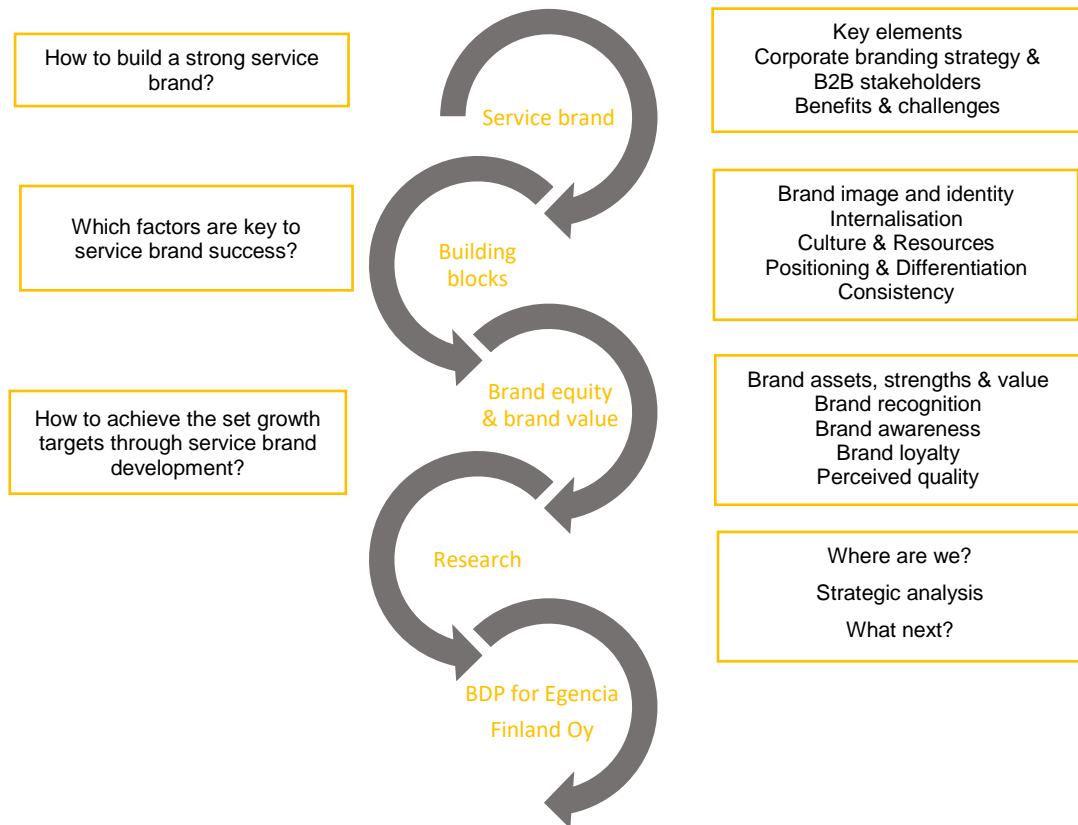 How to build a strong service
brand?
Service brand
Key elements
Corporate branding strategy &
B2B stakeholders
Benefits & challenges
Which factors are key to
service brand success?
Building
blocks
Brand image and identity
Internalisation
Culture & Resources
Positioning & Differentiation
Consistency
How to achieve the set growth
targets through service brand
development?
Brand equity
& brand value
Brand assets, strengths & value
Brand recognition
Brand awareness
Brand loyalty
Perceived quality
Research
Where are we?
Strategic analysis
What next?
BDP for Egencia
Finland Oy